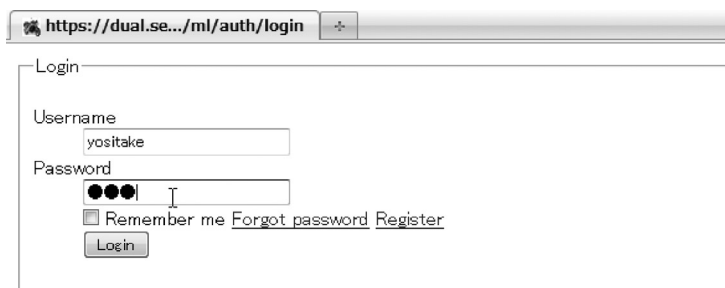 https://dual.se.../ml/auth/login
Login
Username
yositake
Password
●●●
Remember me Forgot password Register
Login